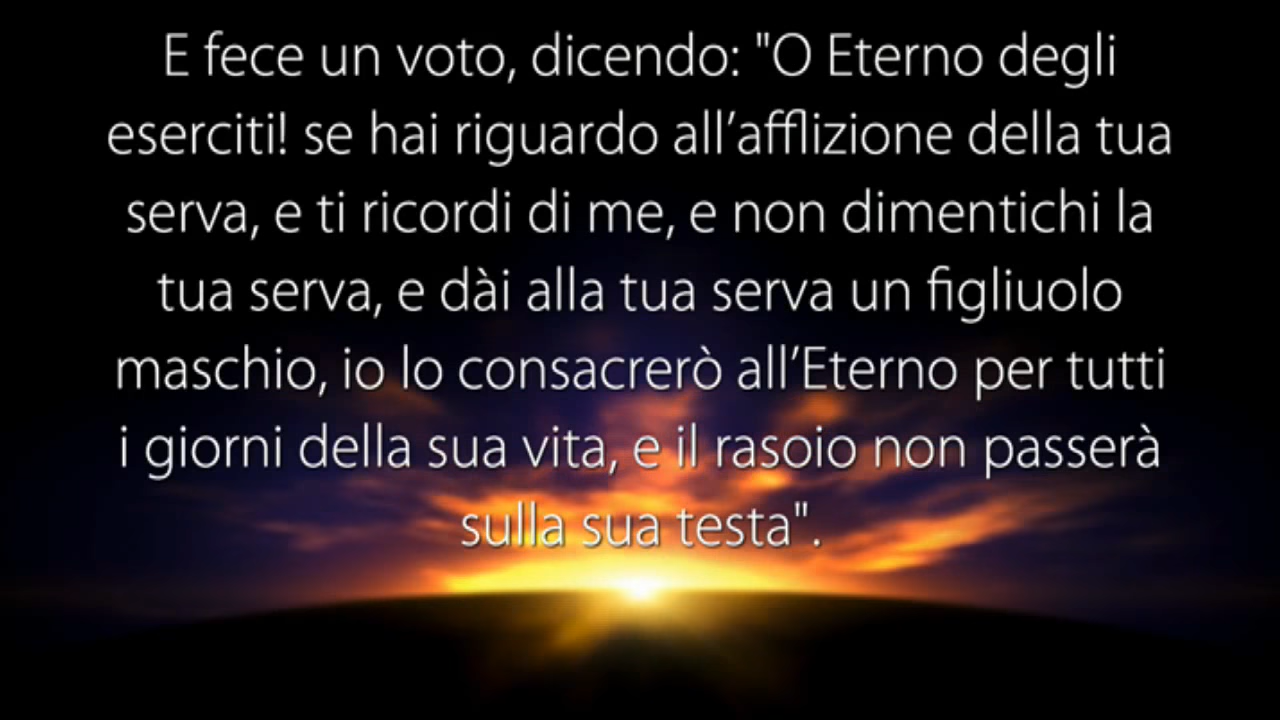 E fece un voto, dicendo: "O Eterno degli
eserciti! se hai riguardo all’afflizione della tua
serva, e ti ricordi di me, e non dimentichi la
tua serva, e dài alla tua serva un figliuolo
maschio, io lo consacrerò all’Eterno per tutti
i giorni della sua vita, e il rasoio non passerà
sulla sua testa".